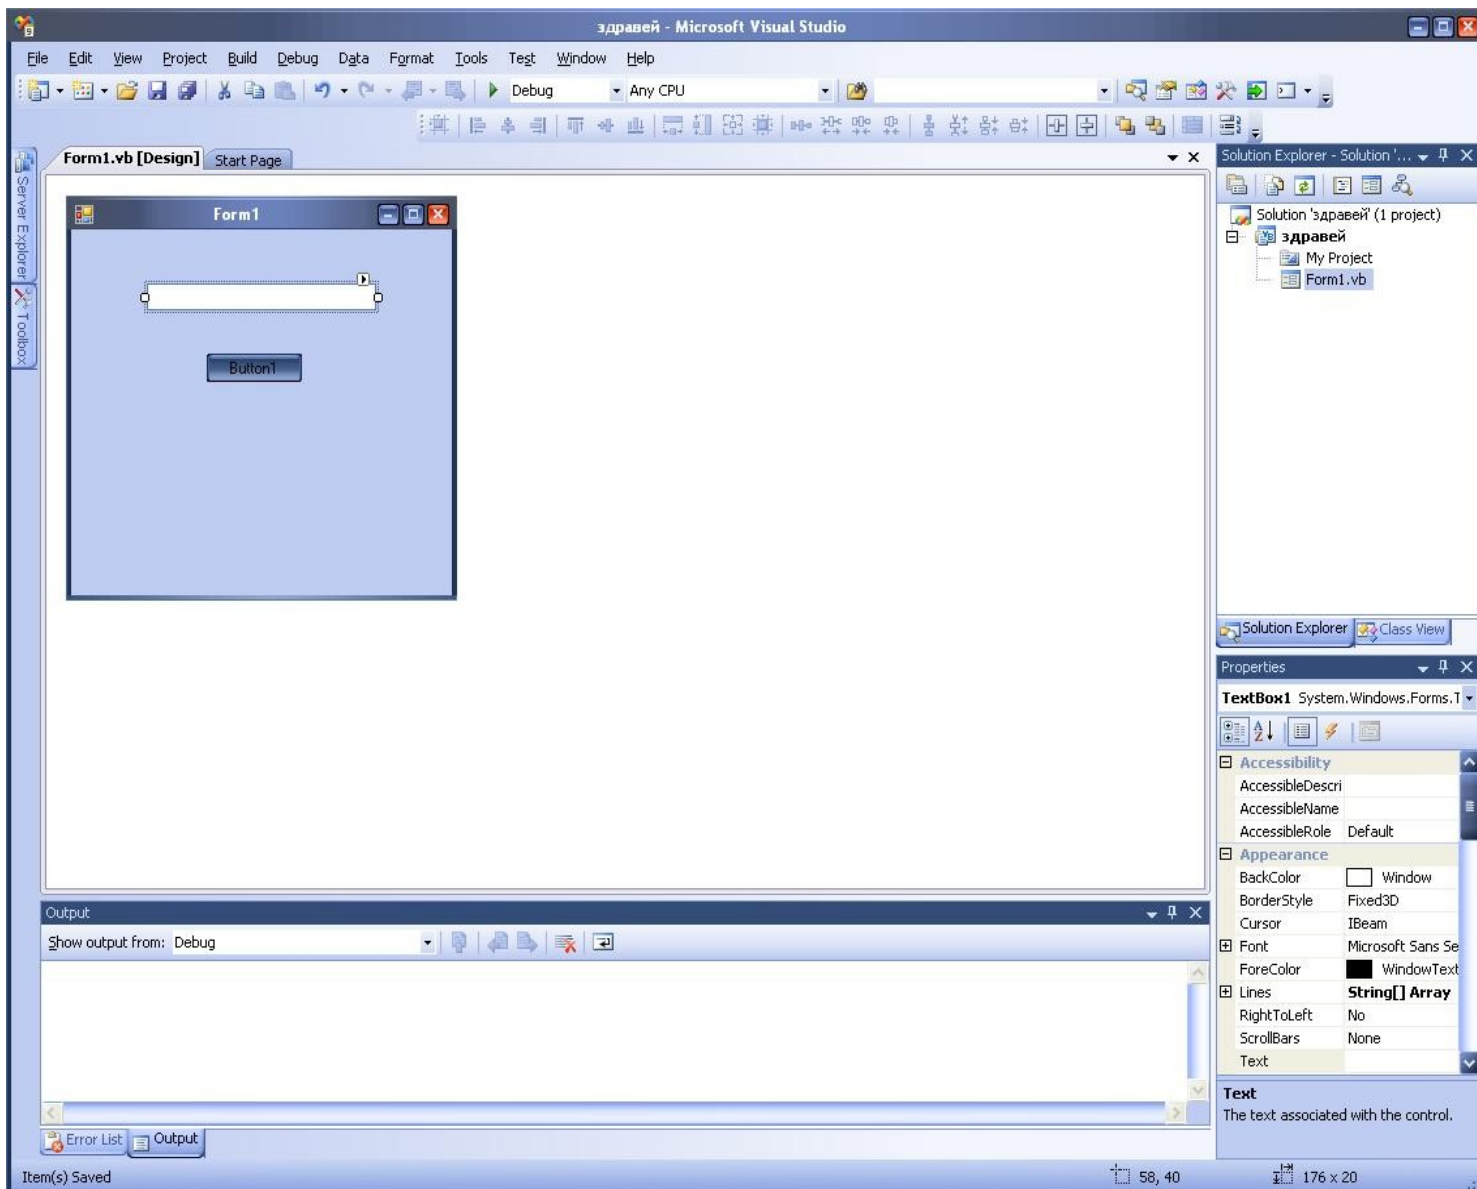 здравей - Microsoft Visual Studio
File Edit View Project Build Debug Data Format Tools Test Window Help
Debug Any CPU
Form1.vb [Design] Start Page
Server Explorer
Toolbox
Form1
Button1
Solution Explorer - Solution '...
Solution 'здравей' (1 project)
здравей
My Project
Form1.vb
Solution Explorer Class View
Properties
TextBox1 System.Windows.Forms.T
Accessibility
AccessibleDescri
AccessibleName
AccessibleRole Default
Appearance
BackColor Window
BorderStyle Fixed3D
Cursor IBeam
Font Microsoft Sans Se
ForeColor WindowText
Lines String[] Array
RightToLeft No
ScrollBars None
Text
Text
The text associated with the control.
Output
Show output from: Debug
Error List Output
Item(s) Saved 58, 40 176 x 20